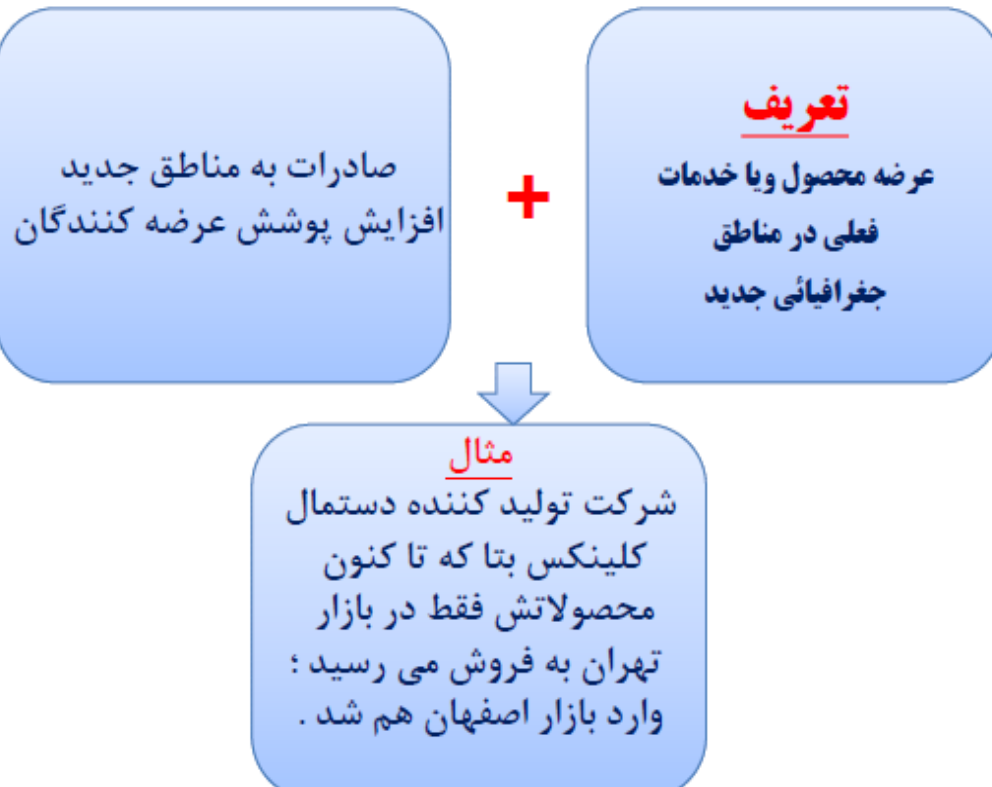 تعریف
عرضه محصول ویا خدمات
فعلی در مناطق
جغرافیائی جدید
+
صادرات به مناطق جدید
افزایش پوشش عرضه کنندگان
مثال
شرکت تولید کننده دستمال
کلینکس بتا که تا کنون
محصولاتش فقط در بازار
تهران به فروش می رسید ؛
وارد بازار اصفهان هم شد .